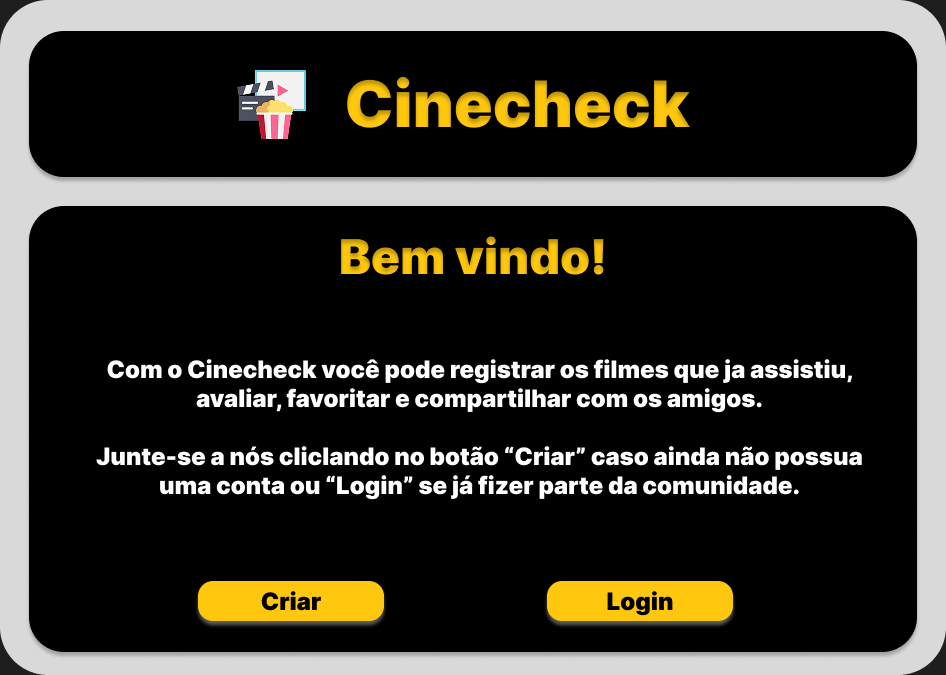 Cinecheck
Bem vindo!
Com o Cinecheck você pode registrar os filmes que ja assistiu,
avaliar, favoritar e compartilhar com os amigos.
Junte-se a nós cliclando no botão “Criar” caso ainda não possua
uma conta ou “Login” se já fizer parte da comunidade.
Criar
Login